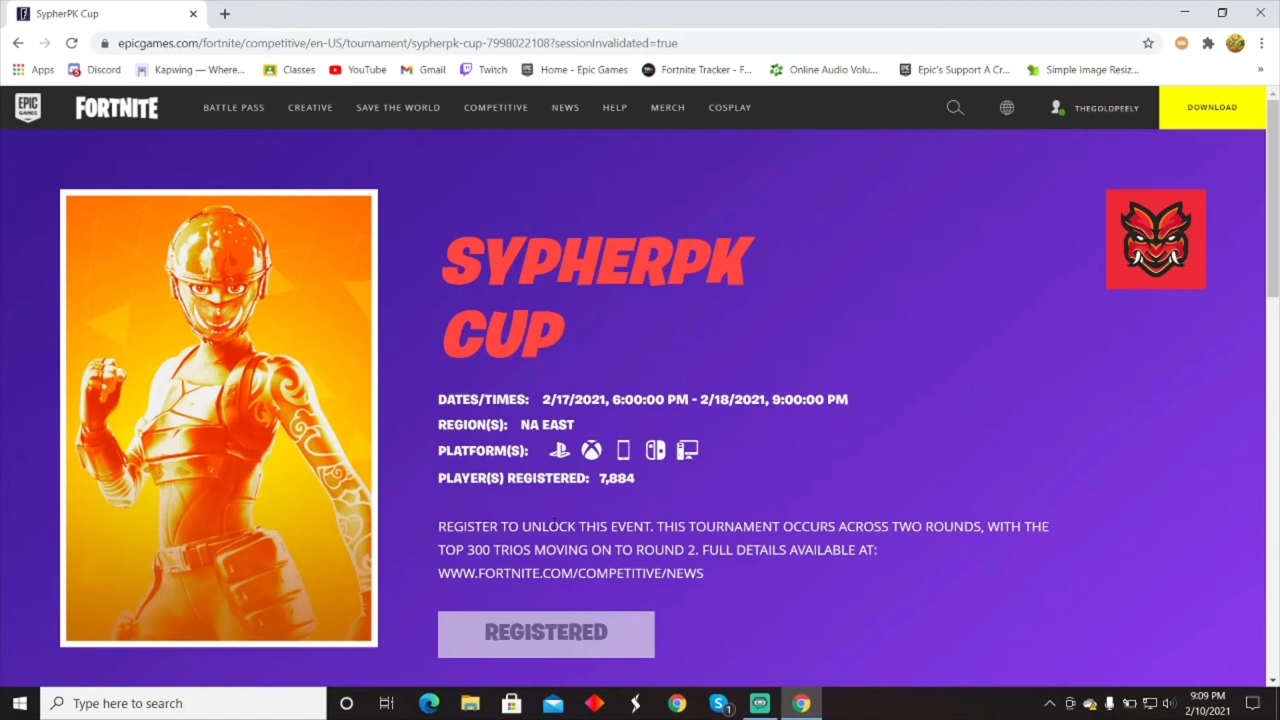 SypherPK Cup
epicgames.com/fortnite/competitive/en-US/tournament/sypherpk-cup-7998022108?sessionInvalidated=true
Apps Discord Kapwing — Where... Classes YouTube Gmail Twitch Home - Epic Games Fortnite Tracker - F... Online Audio Volu... Epic's Support A Cr... Simple Image Resiz... »
EPIC GAMES FORTNITE BATTLE PASS CREATIVE SAVE THE WORLD COMPETITIVE NEWS HELP MERCH COSPLAY THEGOLDPEELY DOWNLOAD
SYPHERPK
CUP
DATES/TIMES: 2/17/2021, 6:00:00 PM - 2/18/2021, 9:00:00 PM
REGION(S): NA EAST
PLATFORM(S):
PLAYER(S) REGISTERED: 7,884
REGISTER TO UNLOCK THIS EVENT. THIS TOURNAMENT OCCURS ACROSS TWO ROUNDS, WITH THE
TOP 300 TRIOS MOVING ON TO ROUND 2. FULL DETAILS AVAILABLE AT:
WWW.FORTNITE.COM/COMPETITIVE/NEWS
REGISTERED
Type here to search
1
9:09 PM
2/10/2021